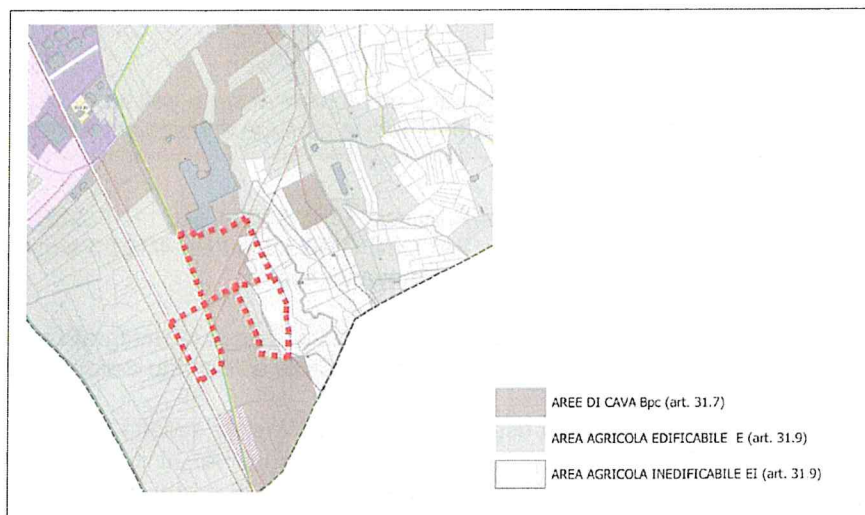 AREE DI CAVA Bpc (art. 31.7)
AREA AGRICOLA EDIFICABILE E (art. 31.9)
AREA AGRICOLA INEDIFICABILE EI (art. 31.9)